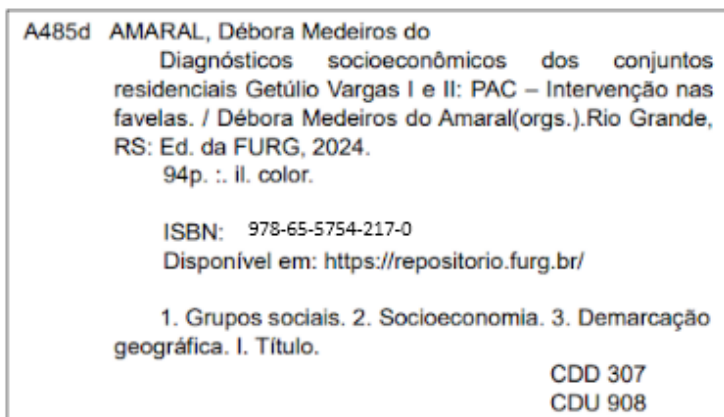 A485d AMARAL, Débora Medeiros do
Diagnósticos socioeconômicos dos conjuntos
residenciais Getúlio Vargas I e II: PAC – Intervenção nas
favelas. / Débora Medeiros do Amaral(orgs.).Rio Grande,
RS: Ed. da FURG, 2024.
94p. :. il. color.
ISBN: 978-65-5754-217-0
Disponível em: https://repositorio.furg.br/
1. Grupos sociais. 2. Socioeconomia. 3. Demarcação
geográfica. I. Título.
CDD 307
CDU 908